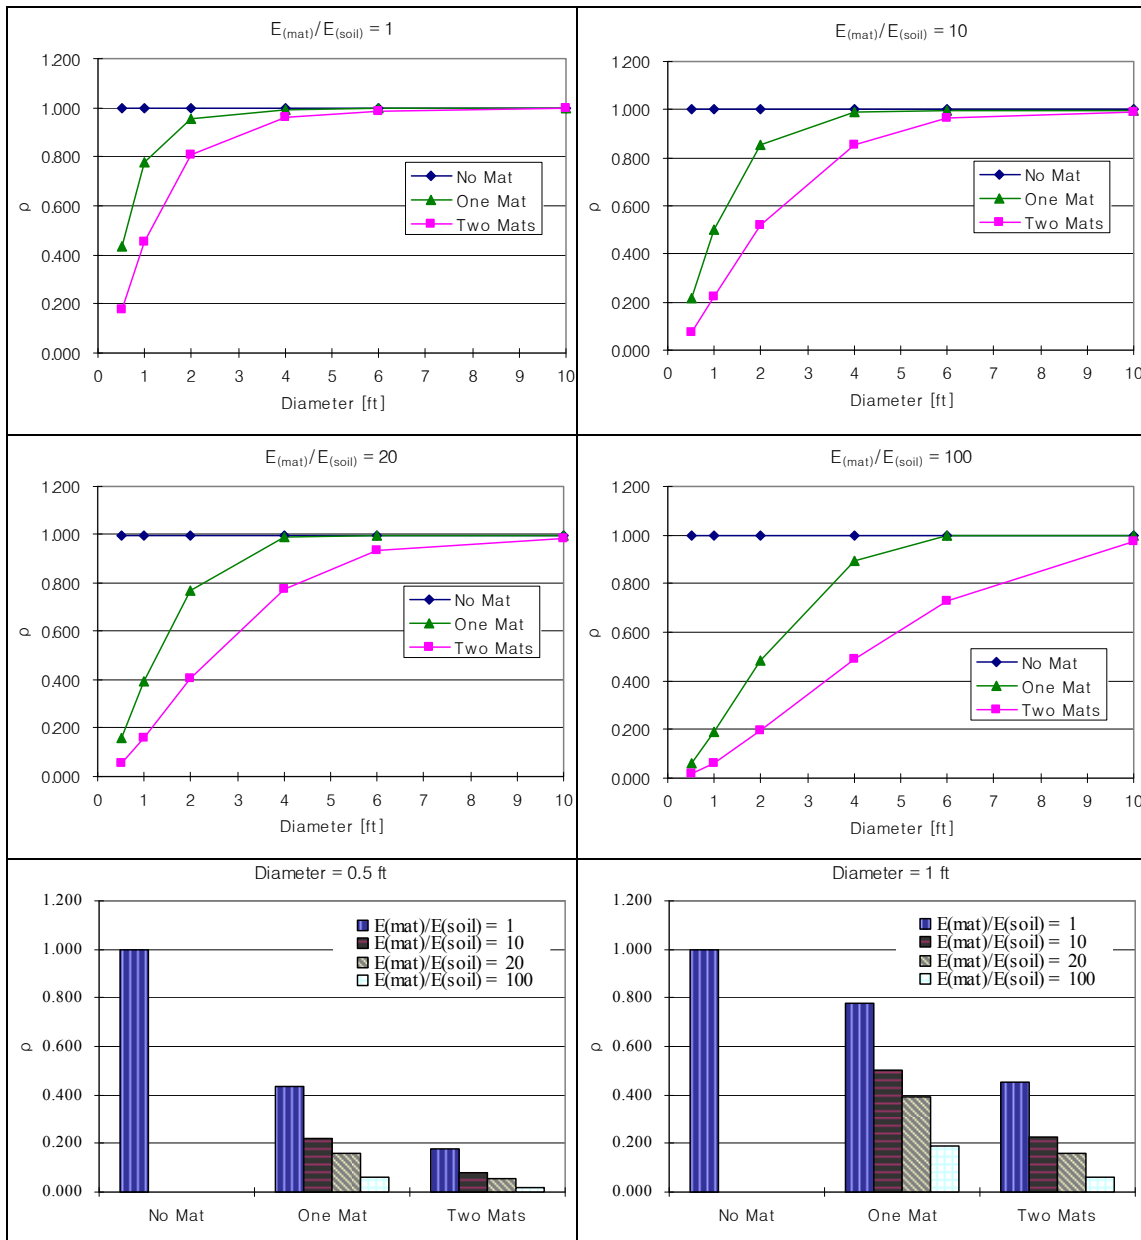 E(mat)/E(soil) = 1
1.200
1.000
0.800
0.600
0.400
0.200
0.000
ρ
No Mat
One Mat
Two Mats
0 1 2 3 4 5 6 7 8 9 10
Diameter [ft]
E(mat)/E(soil) = 10
1.200
1.000
0.800
0.600
0.400
0.200
0.000
ρ
No Mat
One Mat
Two Mats
0 1 2 3 4 5 6 7 8 9 10
Diameter [ft]
E(mat)/E(soil) = 20
1.200
1.000
0.800
0.600
0.400
0.200
0.000
ρ
No Mat
One Mat
Two Mats
0 1 2 3 4 5 6 7 8 9 10
Diameter [ft]
E(mat)/E(soil) = 100
1.200
1.000
0.800
0.600
0.400
0.200
0.000
ρ
No Mat
One Mat
Two Mats
0 1 2 3 4 5 6 7 8 9 10
Diameter [ft]
Diameter = 0.5 ft
1.200
1.000
0.800
0.600
0.400
0.200
0.000
ρ
E(mat)/E(soil) = 1
E(mat)/E(soil) = 10
E(mat)/E(soil) = 20
E(mat)/E(soil) = 100
No Mat One Mat Two Mats
Diameter = 1 ft
1.200
1.000
0.800
0.600
0.400
0.200
0.000
ρ
E(mat)/E(soil) = 1
E(mat)/E(soil) = 10
E(mat)/E(soil) = 20
E(mat)/E(soil) = 100
No Mat One Mat Two Mats